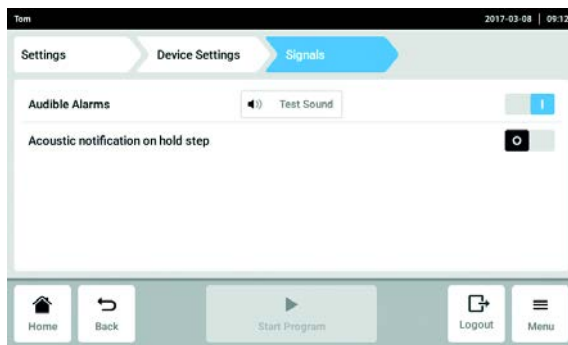 Tom 2017-03-08 | 09:12
Settings Device Settings Signals
Audible Alarms Test Sound I
Acoustic notification on hold step O
Start Program
Home Back Logout Menu